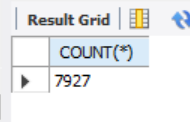 Result Grid
COUNT(*)
7927